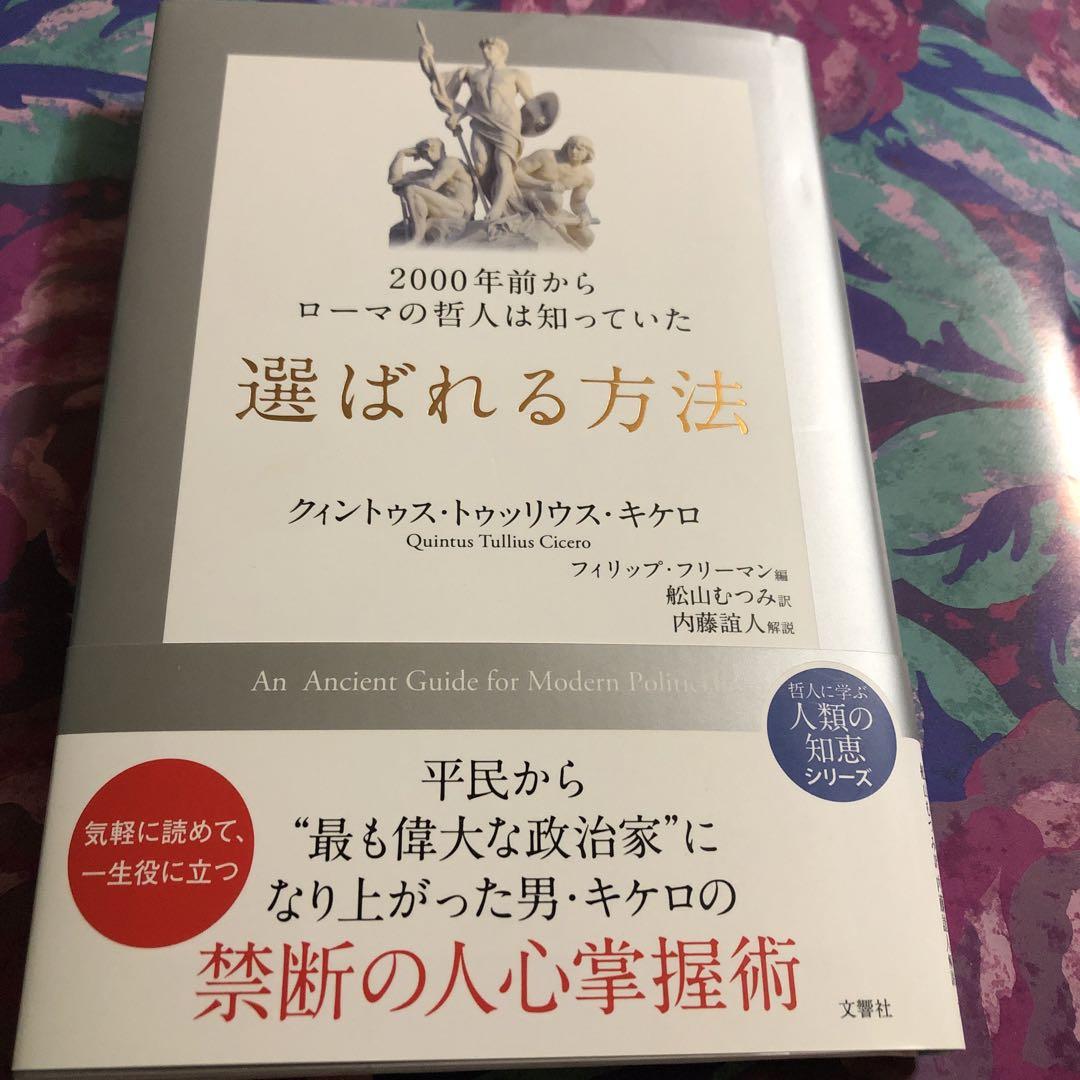 2000年前から
ローマの哲人は知っていた
選ばれる方法
クィントゥス・トゥッリウス・キケロ
Quintus Tullius Cicero
フィリップ・フリーマン編
舩山むつみ訳
内藤誼人解説
An Ancient Guide for Modern
哲人に学ぶ
人類の
知恵
シリーズ
気軽に読めて、
一生役に立つ
平民から
“最も偉大な政治家”に
なり上がった男・キケロの
禁断の人心掌握術
文響社